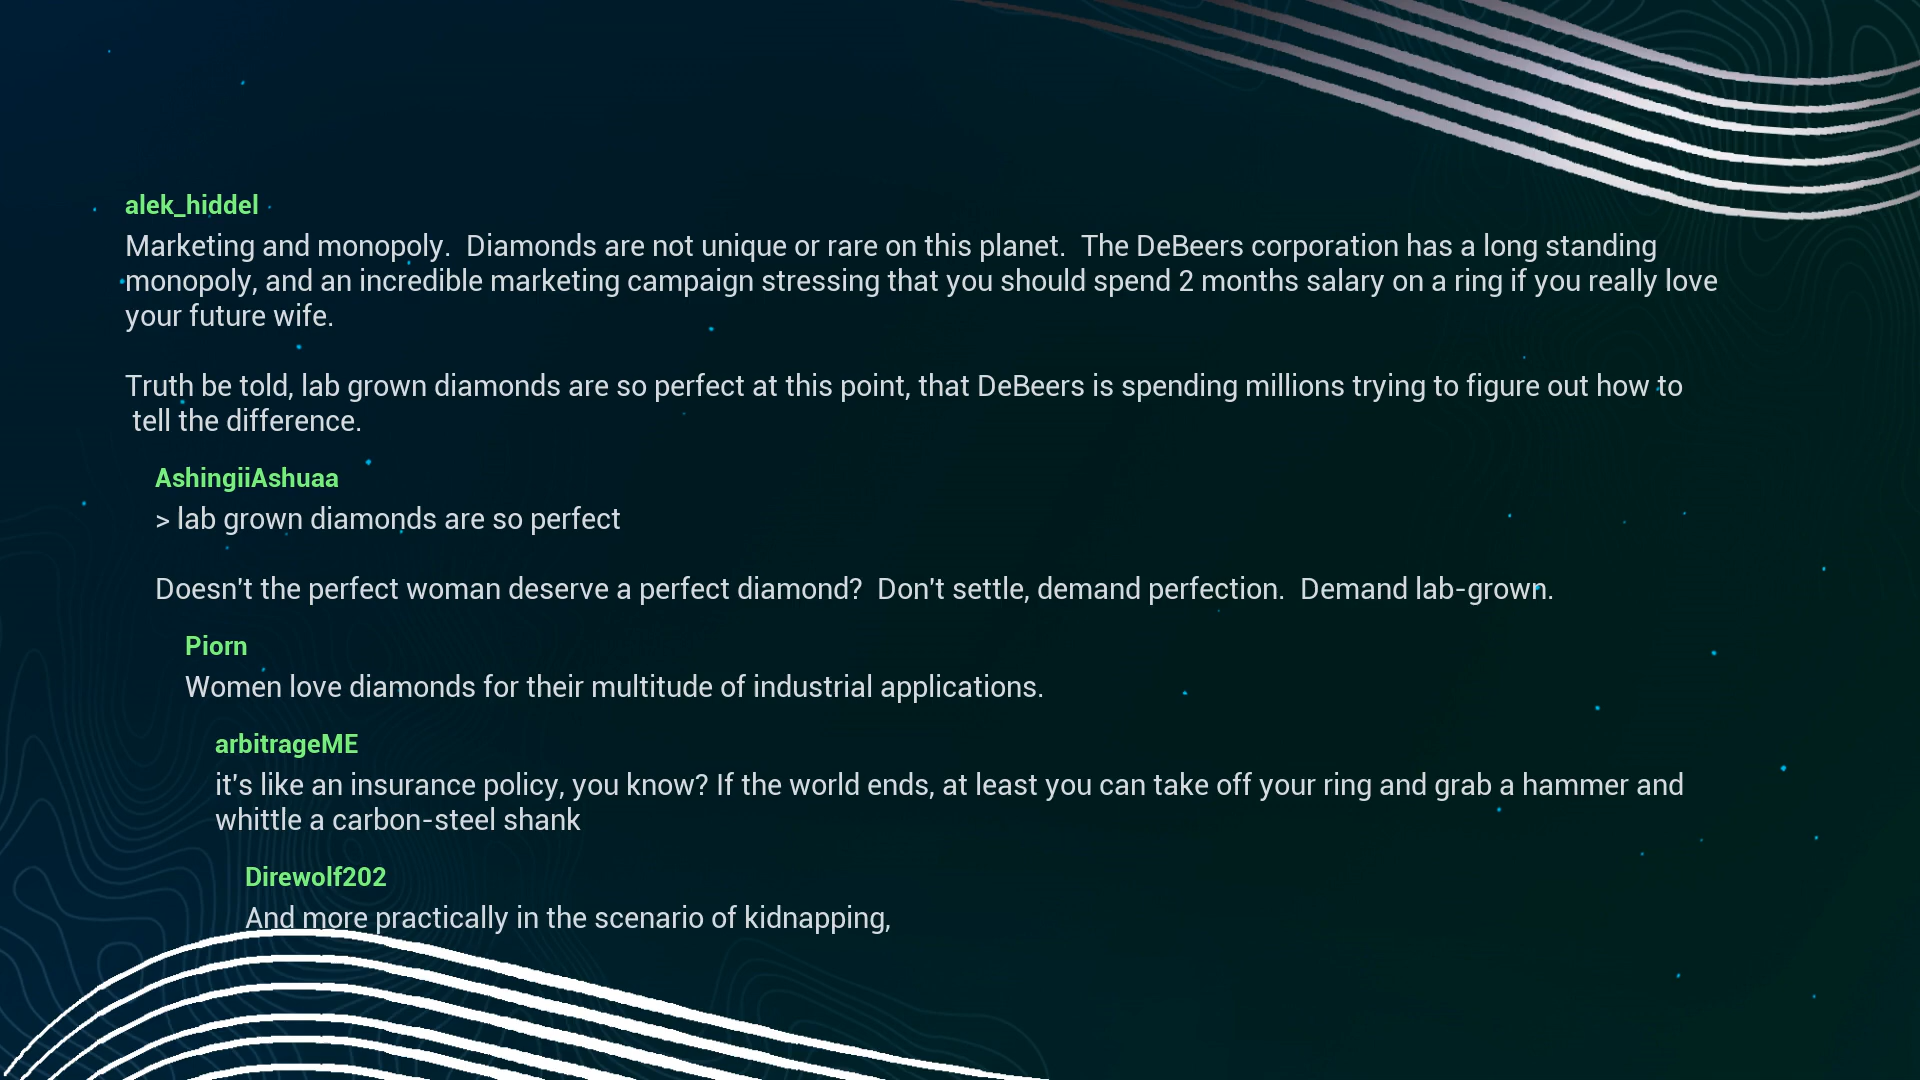 alek_hiddel
Marketing and monopoly.  Diamonds are not unique or rare on this planet.  The DeBeers corporation has a long standing
monopoly, and an incredible marketing campaign stressing that you should spend 2 months salary on a ring if you really love
your future wife.
Truth be told, lab grown diamonds are so perfect at this point, that DeBeers is spending millions trying to figure out how to
tell the difference.
AshingiiAshuaa
> lab grown diamonds are so perfect
Doesn't the perfect woman deserve a perfect diamond?  Don't settle, demand perfection.  Demand lab-grown.
Piorn
Women love diamonds for their multitude of industrial applications.
arbitrageME
it's like an insurance policy, you know? If the world ends, at least you can take off your ring and grab a hammer and
whittle a carbon-steel shank
Direwolf202
And more practically in the scenario of kidnapping,